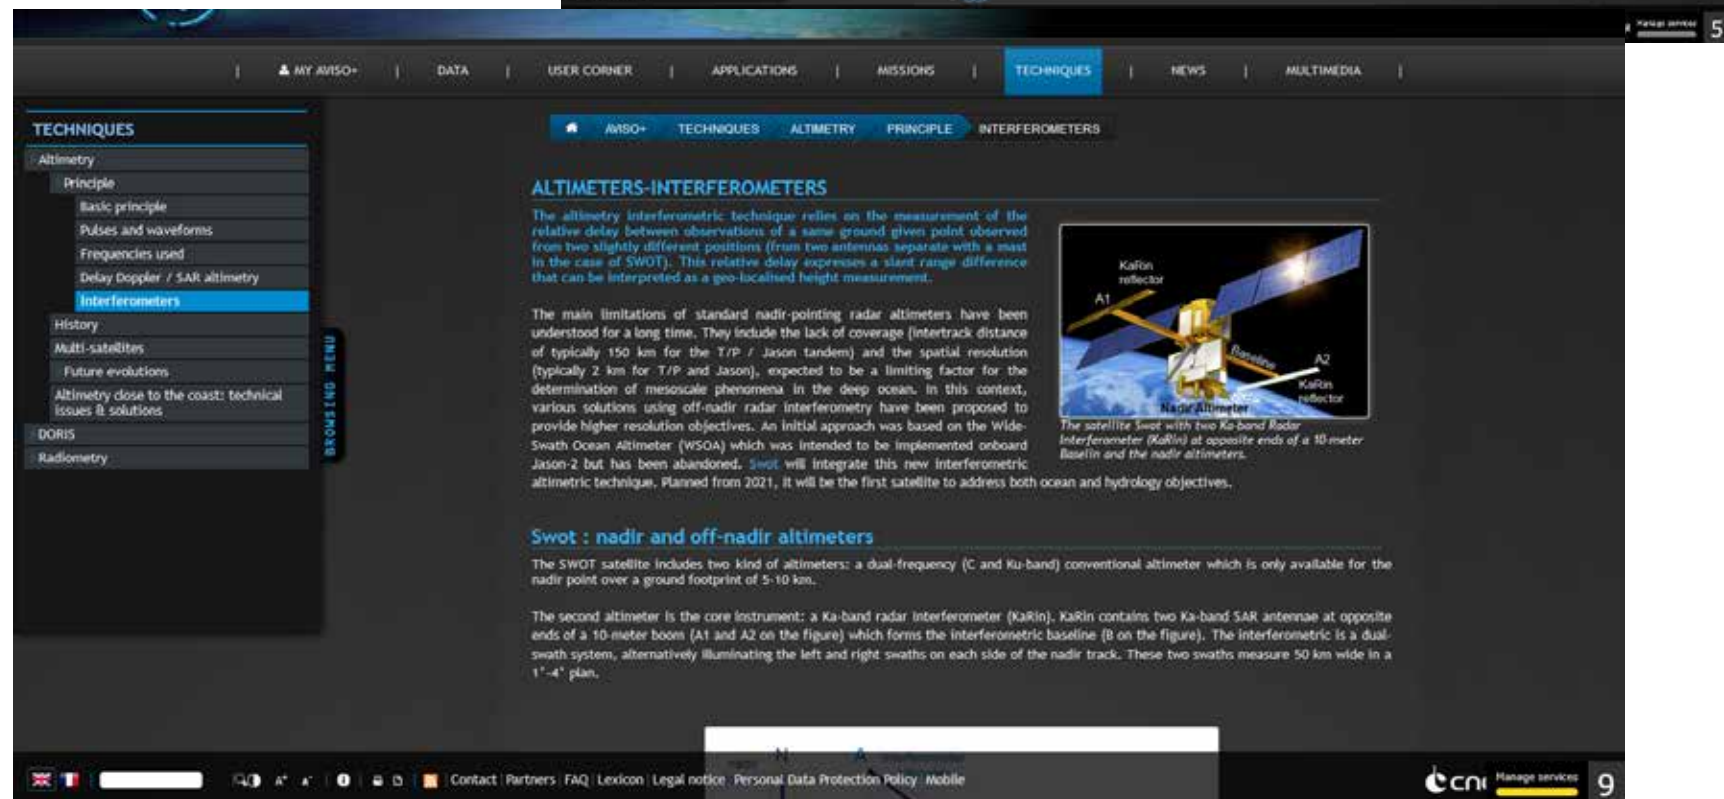 Manage services 5
MY AVISO+ | DATA | USER CORNER | APPLICATIONS | MISSIONS | TECHNIQUES | NEWS | MULTIMEDIA
TECHNIQUES
Altimetry
Principle
Basic principle
Pulses and waveforms
Frequencies used
Delay Doppler / SAR altimetry
Interferometers
History
Multi-satellites
Future evolutions
Altimetry close to the coast: technical
issues & solutions
DORIS
Radiometry
BROWSING MENU
AVISO+ TECHNIQUES ALTIMETRY PRINCIPLE INTERFEROMETERS
ALTIMETERS-INTERFEROMETERS
The altimetry interferometric technique relies on the measurement of the
relative delay between observations of a same ground given point observed
from two slightly different positions (from two antennas separate with a mast
in the case of SWOT). This relative delay expresses a slant range difference
that can be interpreted as a geo-localised height measurement.
The main limitations of standard nadir-pointing radar altimeters have been
understood for a long time. They include the lack of coverage (intertrack distance
of typically 150 km for the T/P / Jason tandem) and the spatial resolution
(typically 2 km for T/P and Jason), expected to be a limiting factor for the
determination of mesoscale phenomena in the deep ocean. In this context,
various solutions using off-nadir radar interferometry have been proposed to
provide higher resolution objectives. An initial approach was based on the Wide-
Swath Ocean Altimeter (WSOA) which was intended to be implemented onboard
Jason-2 but has been abandoned. Swot will integrate this new interferometric
altimetric technique. Planned from 2021, it will be the first satellite to address both ocean and hydrology objectives.
KaRin
reflector
A1
Baseline
A2
KaRin
reflector
Nadir Altimeter
The satellite Swot with two Ka-band Radar
Interferometer (KaRin) at opposite ends of a 10-meter
Baselin and the nadir altimeters.
Swot : nadir and off-nadir altimeters
The SWOT satellite includes two kind of altimeters: a dual-frequency (C and Ku-band) conventional altimeter which is only available for the
nadir point over a ground footprint of 5-10 km.
The second altimeter is the core instrument: a Ka-band radar interferometer (KaRin). KaRin contains two Ka-band SAR antennae at opposite
ends of a 10-meter boom (A1 and A2 on the figure) which forms the interferometric baseline (B on the figure). The interferometric is a dual-
swath system, alternatively illuminating the left and right swaths on each side of the nadir track. These two swaths measure 50 km wide in a
1°-4° plan.
N A
A+ A- Contact | Partners | FAQ | Lexicon | Legal notice Personal Data Protection Policy Mobile
Manage services 9